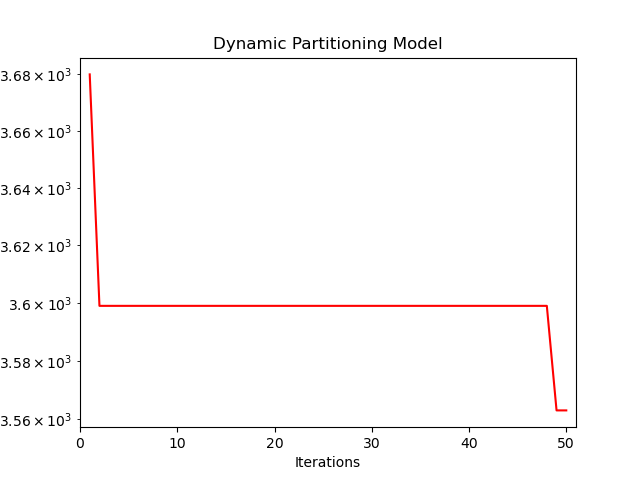 Dynamic Partitioning Model
3.68 × 10³
3.66 × 10³
3.64 × 10³
3.62 × 10³
3.6 × 10³
3.58 × 10³
3.56 × 10³
0 10 20 30 40 50
Iterations